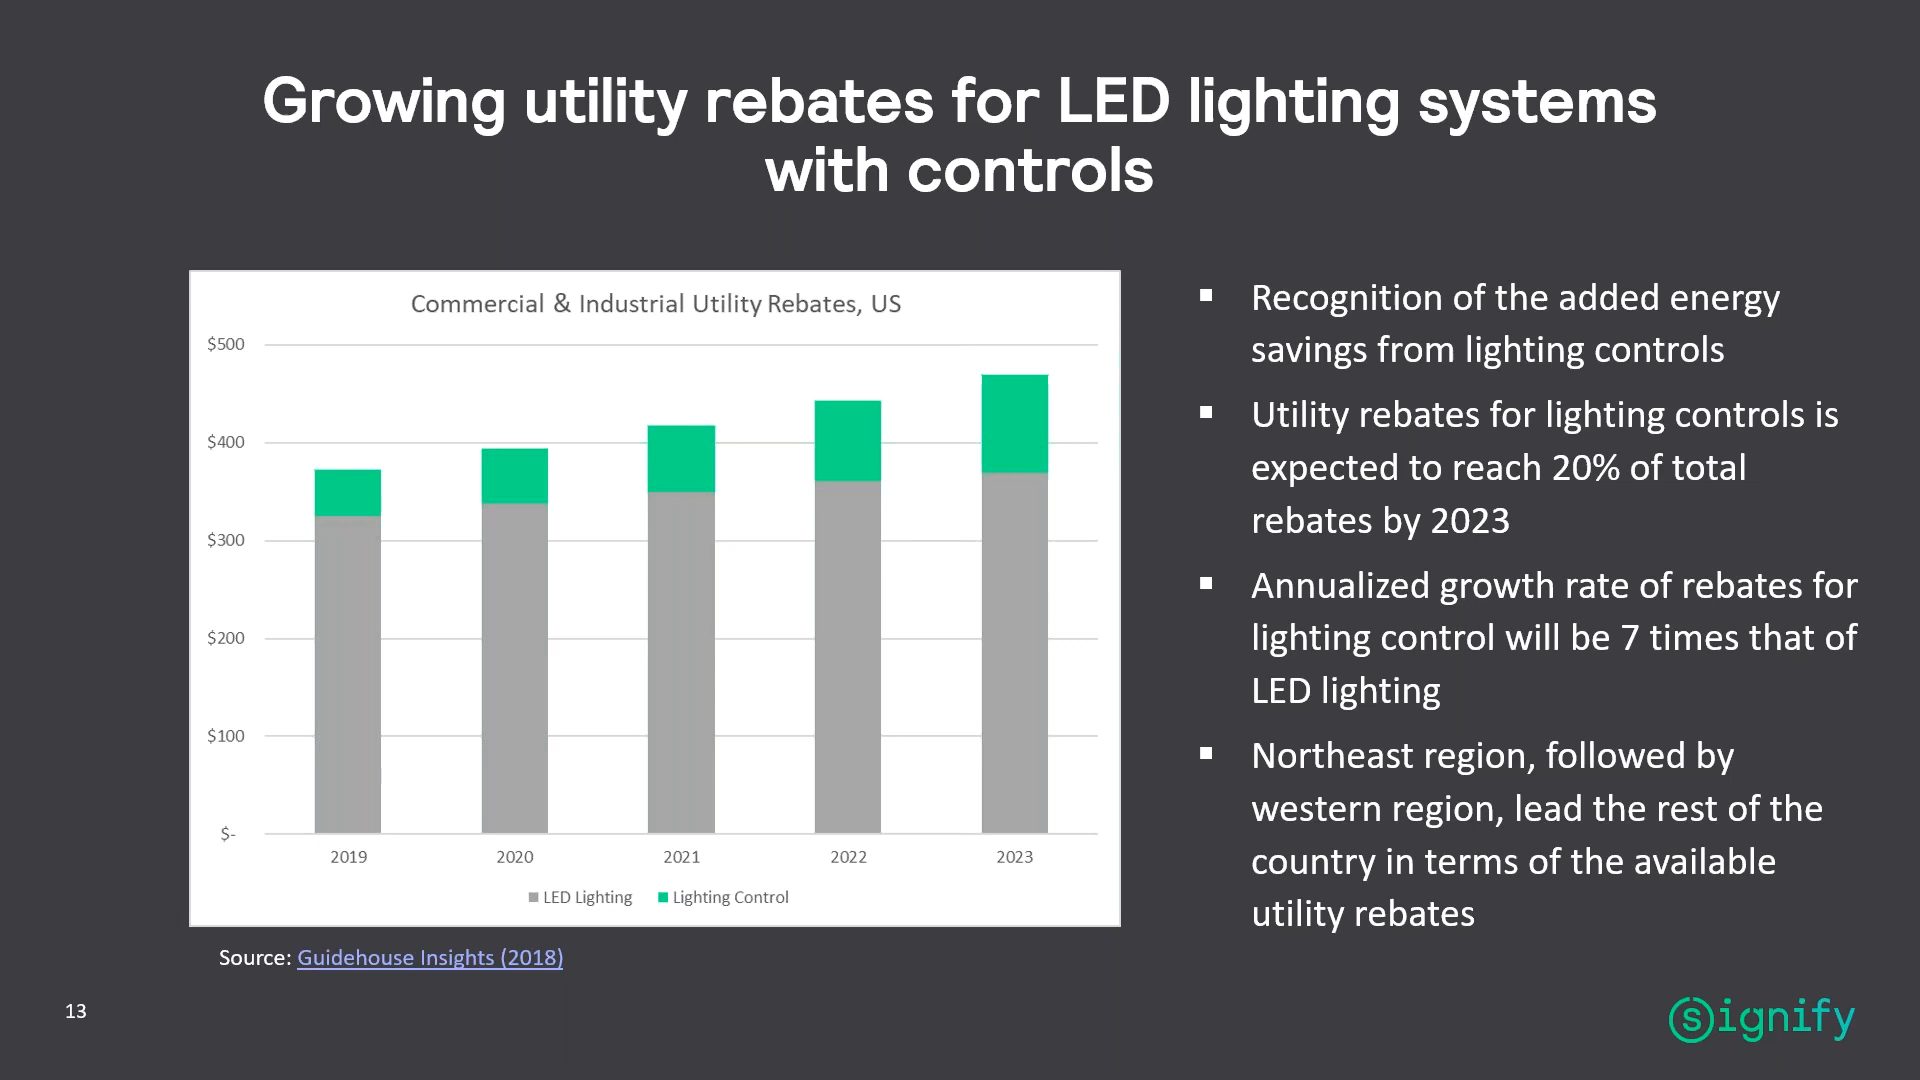 Growing utility rebates for LED lighting systems
with controls
Commercial & Industrial Utility Rebates, US
$500
$400
$300
$200
$100
$-
2019 2020 2021 2022 2023
LED Lighting Lighting Control
Source: Guidehouse Insights (2018)
▪ Recognition of the added energy
savings from lighting controls
▪ Utility rebates for lighting controls is
expected to reach 20% of total
rebates by 2023
▪ Annualized growth rate of rebates for
lighting control will be 7 times that of
LED lighting
▪ Northeast region, followed by
western region, lead the rest of the
country in terms of the available
utility rebates
13
Signify